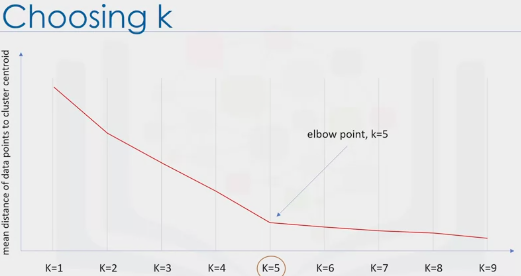 Choosing k
mean distance of data points to cluster centroid
elbow point, k=5
K=1 K=2 K=3 K=4 K=5 K=6 K=7 K=8 K=9